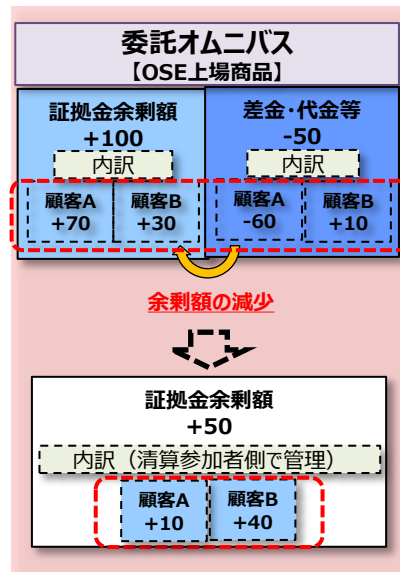 委託オムニバス
【OSE上場商品】
証拠金余剰額
+100
内訳
顧客A
+70
顧客B
+30
差金・代金等
-50
内訳
顧客A
-60
顧客B
+10
余剰額の減少
証拠金余剰額
+50
内訳（清算参加者側で管理）
顧客A
+10
顧客B
+40